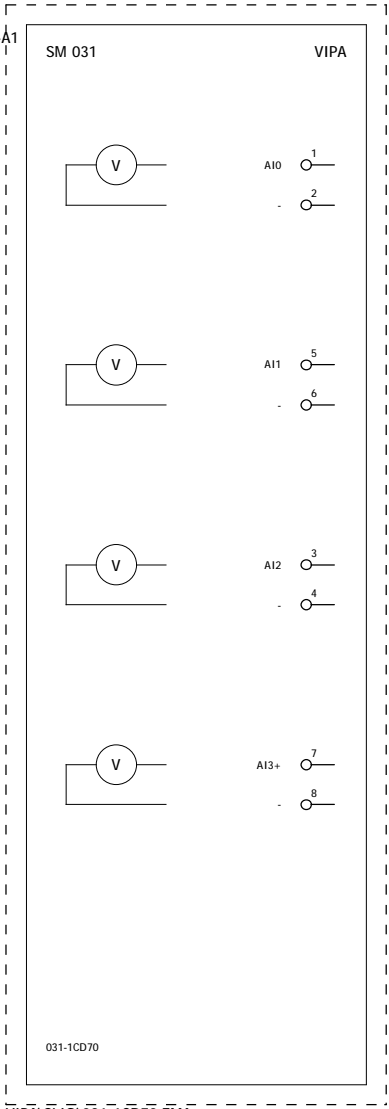 A1
SM 031 VIPA
V AI0 1
- 2
V AI1 5
- 6
V AI2 3
- 4
V AI3+ 7
- 8
031-1CD70